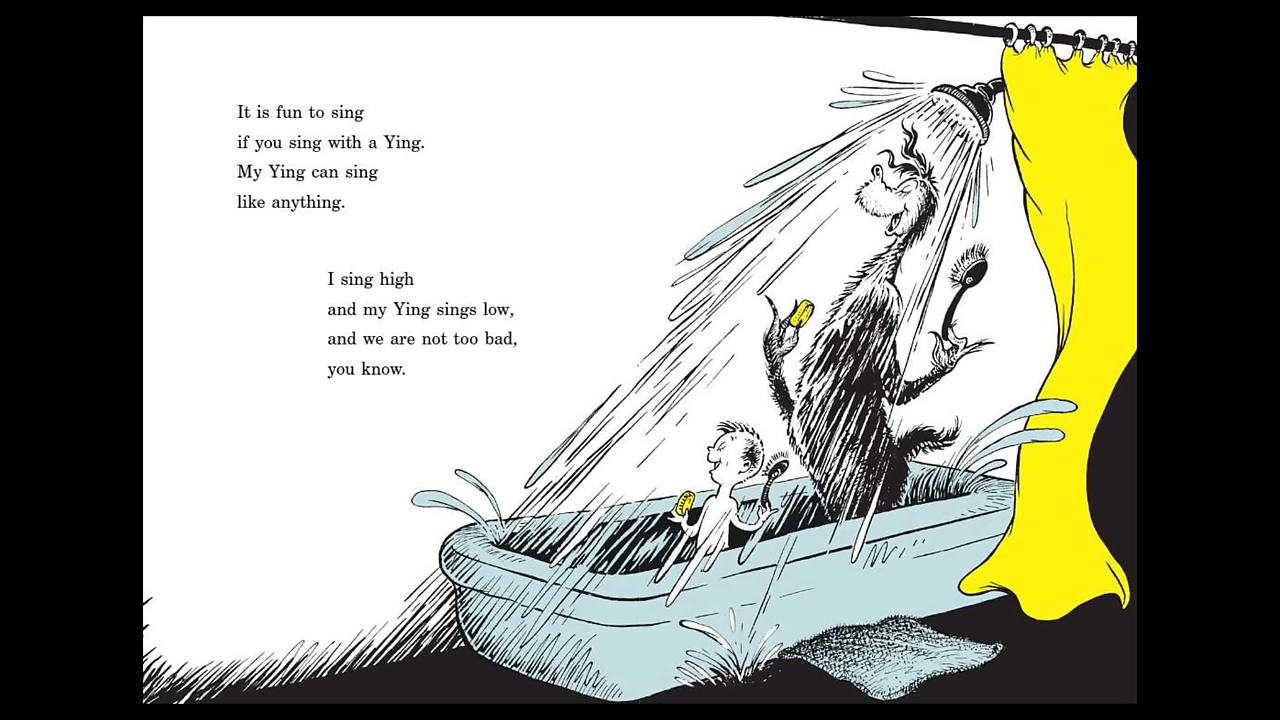 It is fun to sing
if you sing with a Ying.
My Ying can sing
like anything.
I sing high
and my Ying sings low,
and we are not too bad,
you know.